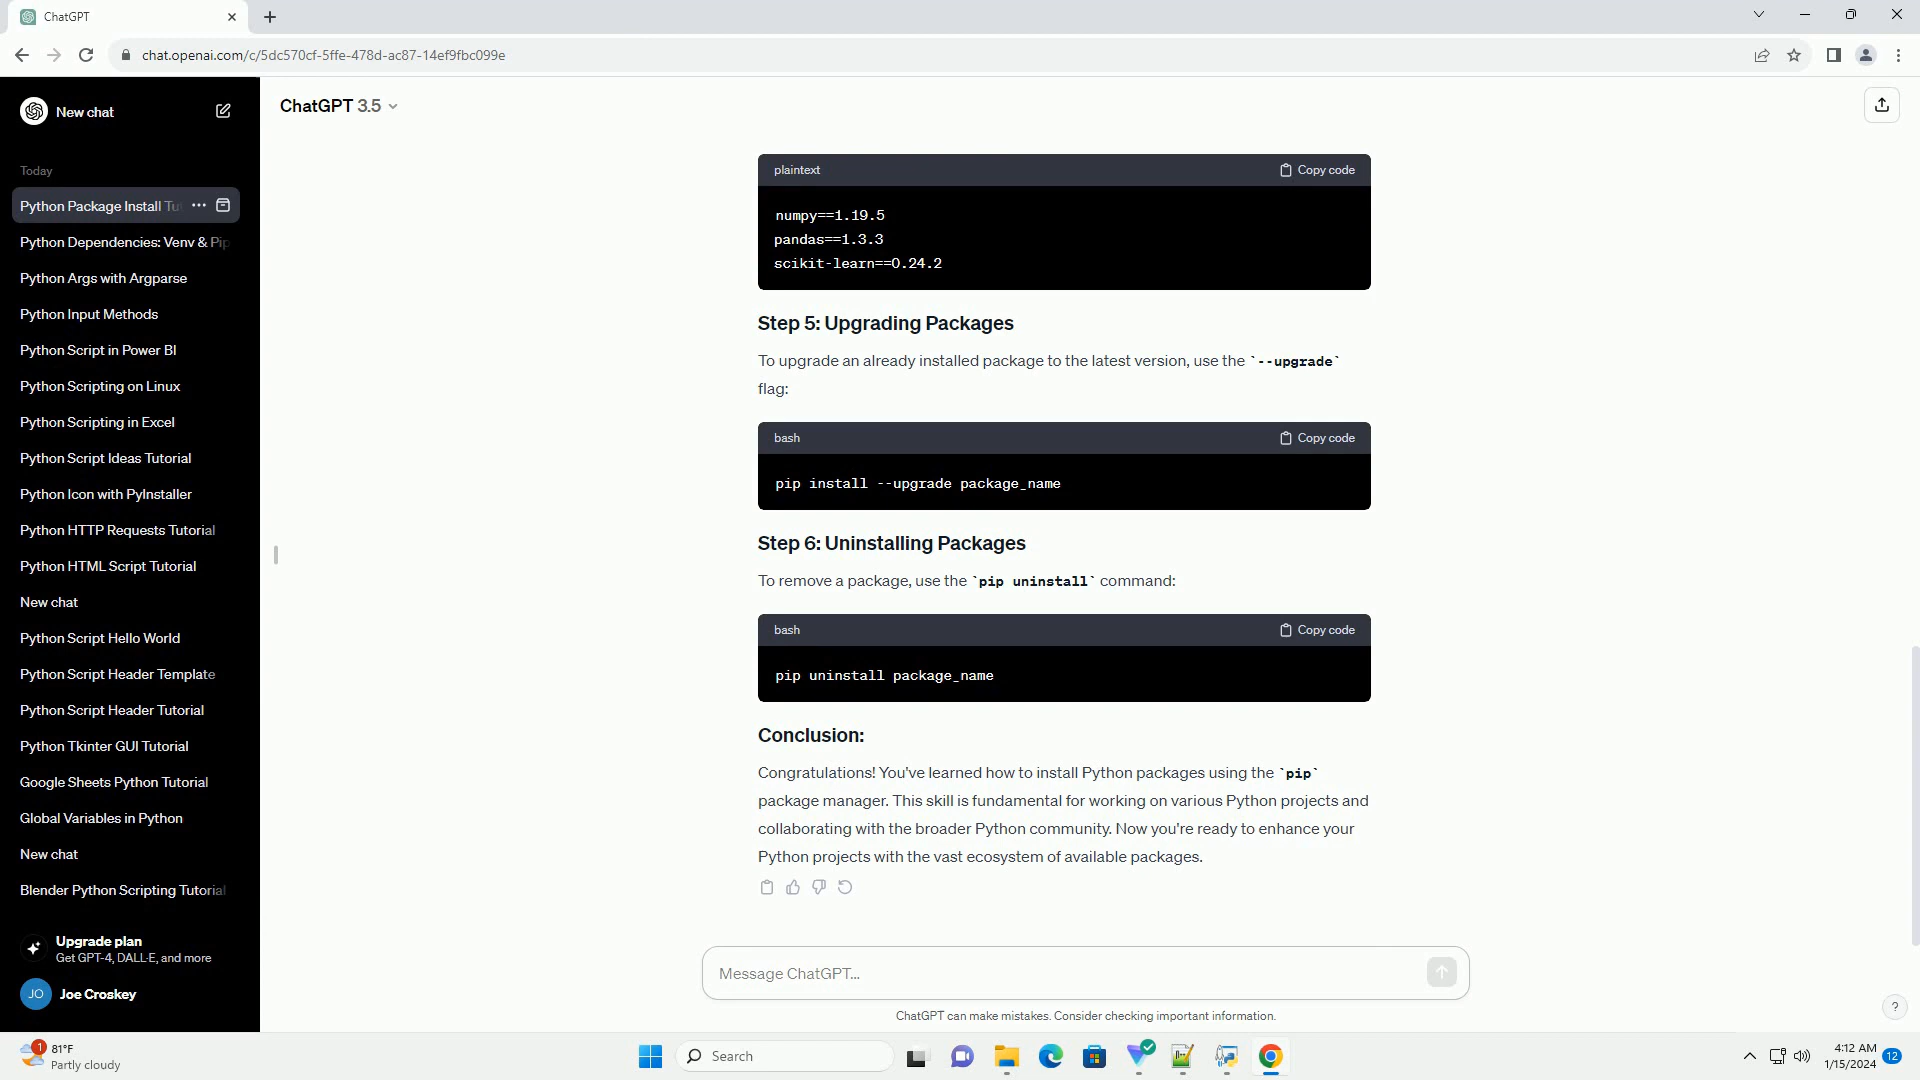 ChatGPT
chat.openai.com/c/5dc570cf-5ffe-478d-ac87-14ef9fbc099e
New chat
ChatGPT 3.5
Today
Python Package Install Tu
Python Dependencies: Venv & Pip
Python Args with Argparse
Python Input Methods
Python Script in Power BI
Python Scripting on Linux
Python Scripting in Excel
Python Script Ideas Tutorial
Python Icon with PyInstaller
Python HTTP Requests Tutorial
Python HTML Script Tutorial
New chat
Python Script Hello World
Python Script Header Template
Python Script Header Tutorial
Python Tkinter GUI Tutorial
Google Sheets Python Tutorial
Global Variables in Python
New chat
Blender Python Scripting Tutorial
Upgrade plan
Get GPT-4, DALL·E, and more
JO Joe Croskey
plaintext Copy code
numpy==1.19.5
pandas==1.3.3
scikit-learn==0.24.2
Step 5: Upgrading Packages
To upgrade an already installed package to the latest version, use the `--upgrade`
flag:
bash Copy code
pip install --upgrade package_name
Step 6: Uninstalling Packages
To remove a package, use the `pip uninstall` command:
bash Copy code
pip uninstall package_name
Conclusion:
Congratulations! You've learned how to install Python packages using the `pip`
package manager. This skill is fundamental for working on various Python projects and
collaborating with the broader Python community. Now you're ready to enhance your
Python projects with the vast ecosystem of available packages.
Message ChatGPT...
ChatGPT can make mistakes. Consider checking important information.
?
1
81°F
Partly cloudy
Search
4:12 AM
1/15/2024
12